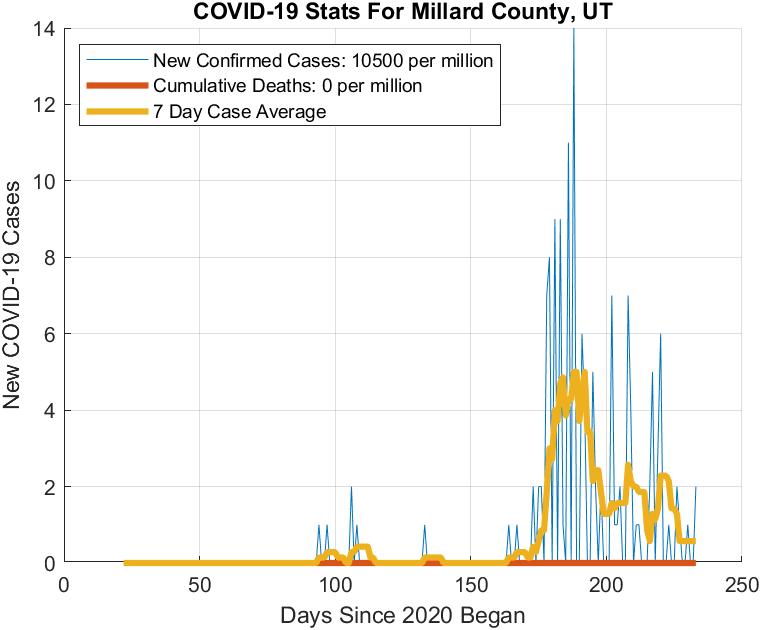 COVID-19 Stats For Millard County, UT
New Confirmed Cases: 10500 per million
Cumulative Deaths: 0 per million
7 Day Case Average
New COVID-19 Cases
14
12
10
8
6
4
2
0
0 50 100 150 200 250
Days Since 2020 Began